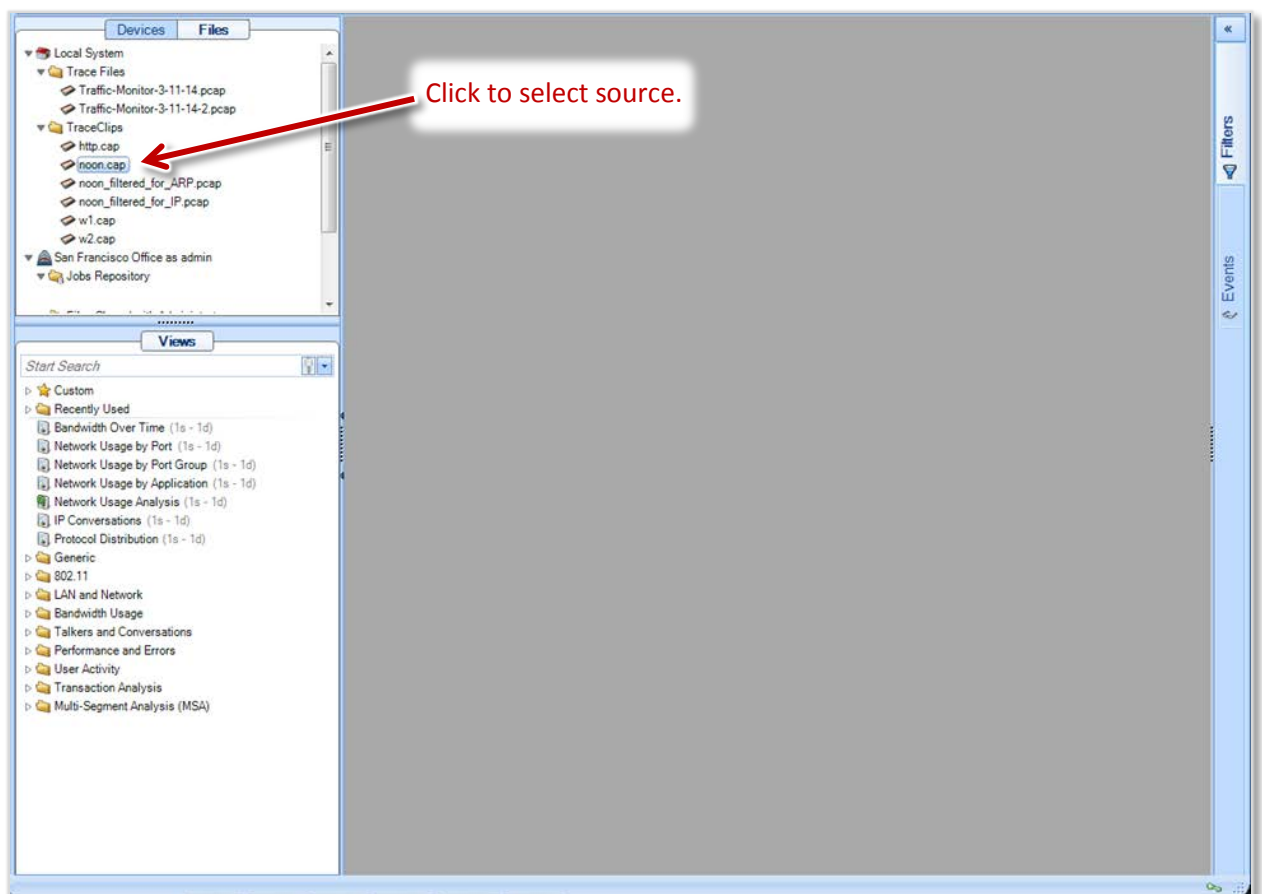 Devices Files
Local System
Trace Files
Traffic-Monitor-3-11-14.pcap
Traffic-Monitor-3-11-14-2.pcap
TraceClips
http.cap
noon.cap
noon_filtered_for_ARP.pcap
noon_filtered_for_IP.pcap
w1.cap
w2.cap
San Francisco Office as admin
Jobs Repository
Click to select source.
Views
Start Search
Custom
Recently Used
Bandwidth Over Time (1s - 1d)
Network Usage by Port (1s - 1d)
Network Usage by Port Group (1s - 1d)
Network Usage by Application (1s - 1d)
Network Usage Analysis (1s - 1d)
IP Conversations (1s - 1d)
Protocol Distribution (1s - 1d)
Generic
802.11
LAN and Network
Bandwidth Usage
Talkers and Conversations
Performance and Errors
User Activity
Transaction Analysis
Multi-Segment Analysis (MSA)
«
Filters
Events